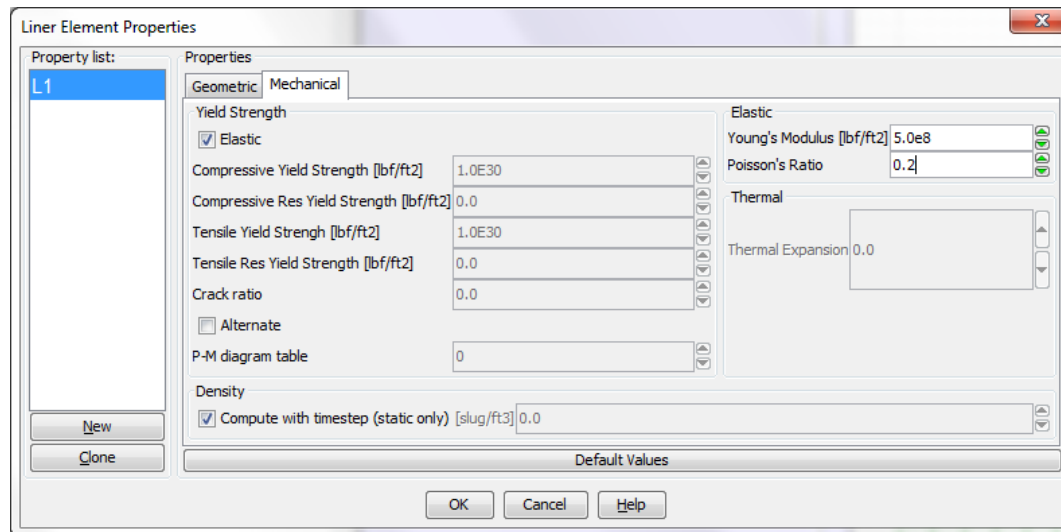 Liner Element Properties
x
Property list:
L1
New
Clone
Properties
Geometric Mechanical
Yield Strength
Elastic
Compressive Yield Strength [lbf/ft2] 1.0E30
Compressive Res Yield Strength [lbf/ft2] 0.0
Tensile Yield Strengh [lbf/ft2] 1.0E30
Tensile Res Yield Strength [lbf/ft2] 0.0
Crack ratio 0.0
Alternate
P-M diagram table 0
Elastic
Young's Modulus [lbf/ft2] 5.0e8
Poisson's Ratio 0.2
Thermal
Thermal Expansion 0.0
Density
Compute with timestep (static only) [slug/ft3] 0.0
Default Values
OK Cancel Help